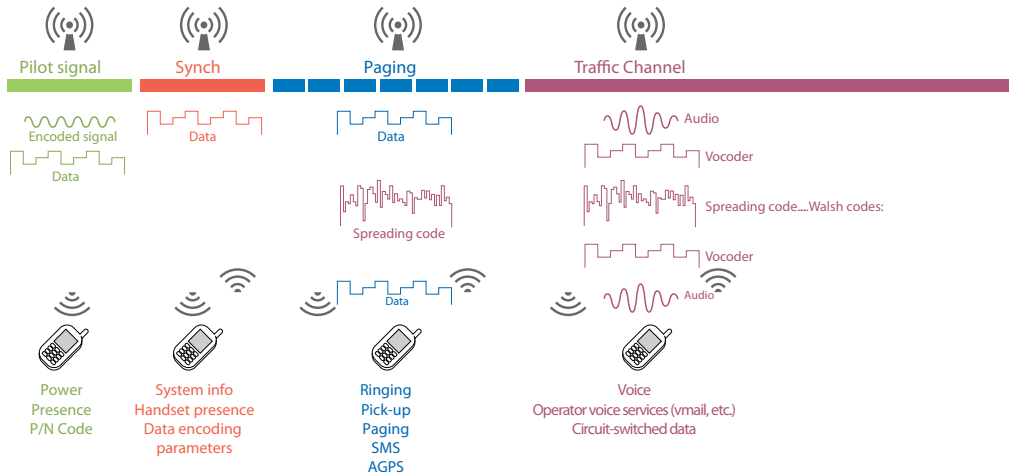 Pilot signal
Synch
Paging
Traffic Channel
Encoded signal
Data
Data
Data
Spreading code
Data
Audio
Vocoder
Spreading code....Walsh codes:
Vocoder
Audio
Power
Presence
P/N Code
System info
Handset presence
Data encoding
parameters
Ringing
Pick-up
Paging
SMS
AGPS
Voice
Operator voice services (vmail, etc.)
Circuit-switched data